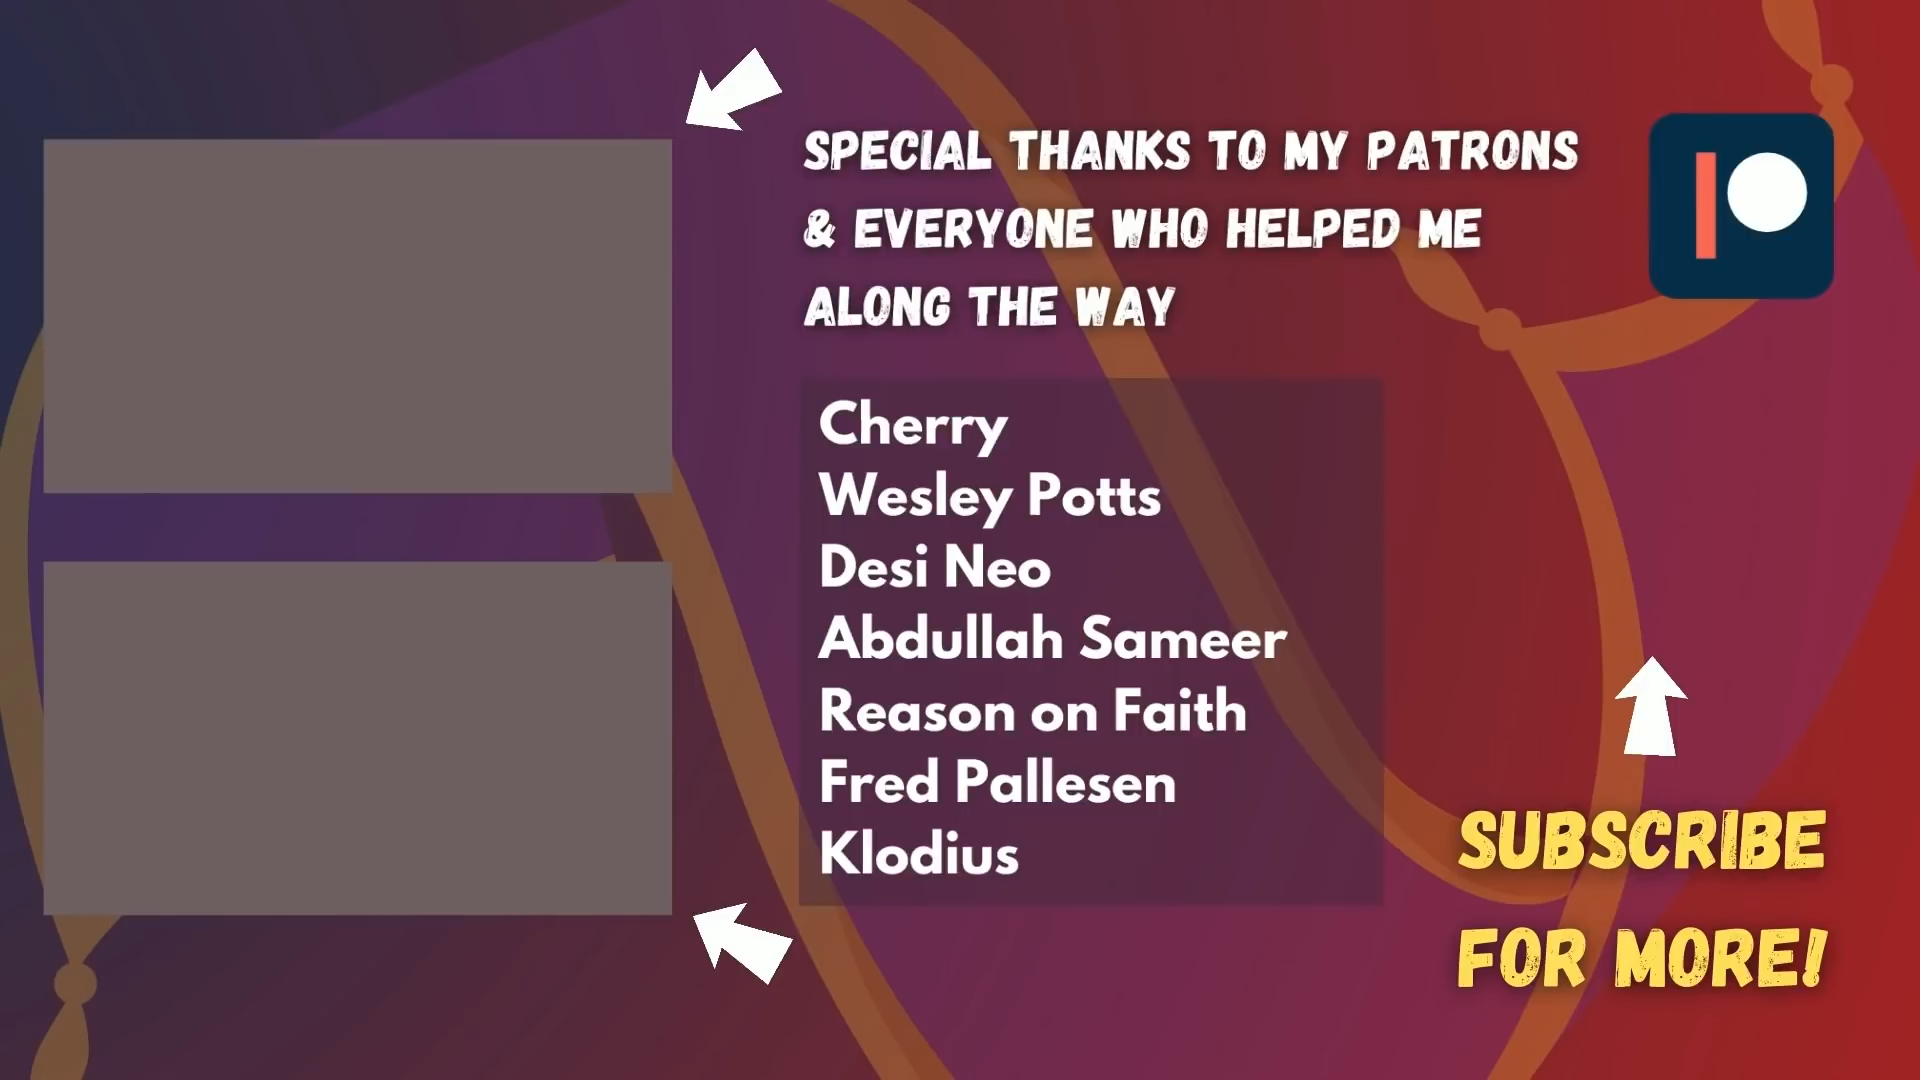 SPECIAL THANKS TO MY PATRONS
& EVERYONE WHO HELPED ME
ALONG THE WAY
Cherry
Wesley Potts
Desi Neo
Abdullah Sameer
Reason on Faith
Fred Pallesen
Klodius
SUBSCRIBE
FOR MORE!